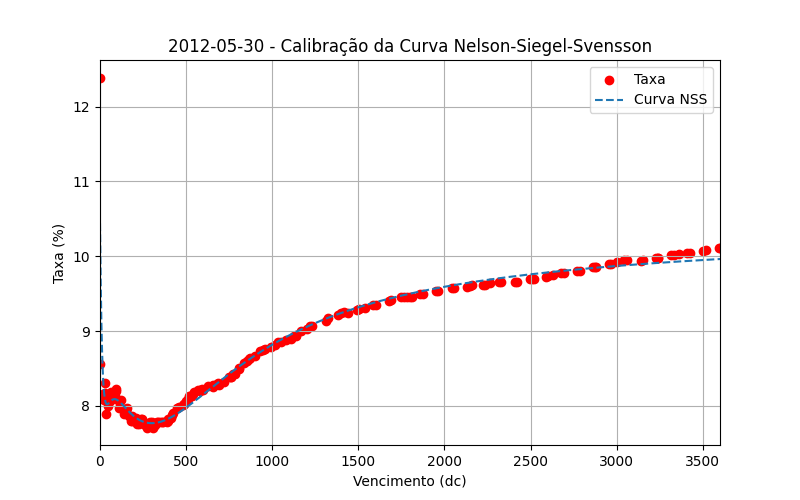 2012-05-30 - Calibração da Curva Nelson-Siegel-Svensson
Taxa
Curva NSS
Taxa (%)
12
11
10
9
8
0
500
1000
1500
2000
2500
3000
3500
Vencimento (dc)